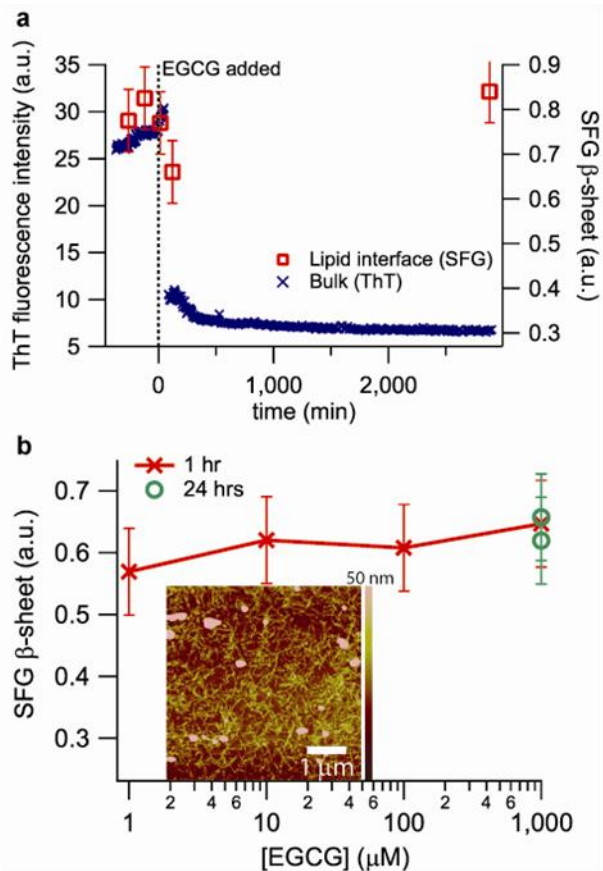 a
EGCG added
ThT fluorescence intensity (a.u.)
35
30
25
20
15
10
5
0.9
0.8
0.7
0.6
0.5
0.4
0.3
SFG β-sheet (a.u.)
Lipid interface (SFG)
Bulk (ThT)
0
1,000
2,000
time (min)
b
1 hr
24 hrs
SFG β-sheet (a.u.)
0.7
0.6
0.5
0.4
0.3
50 nm
1 μm
1
2
4
6
10
2
4
6
100
2
4
6
1,000
[EGCG] (μM)